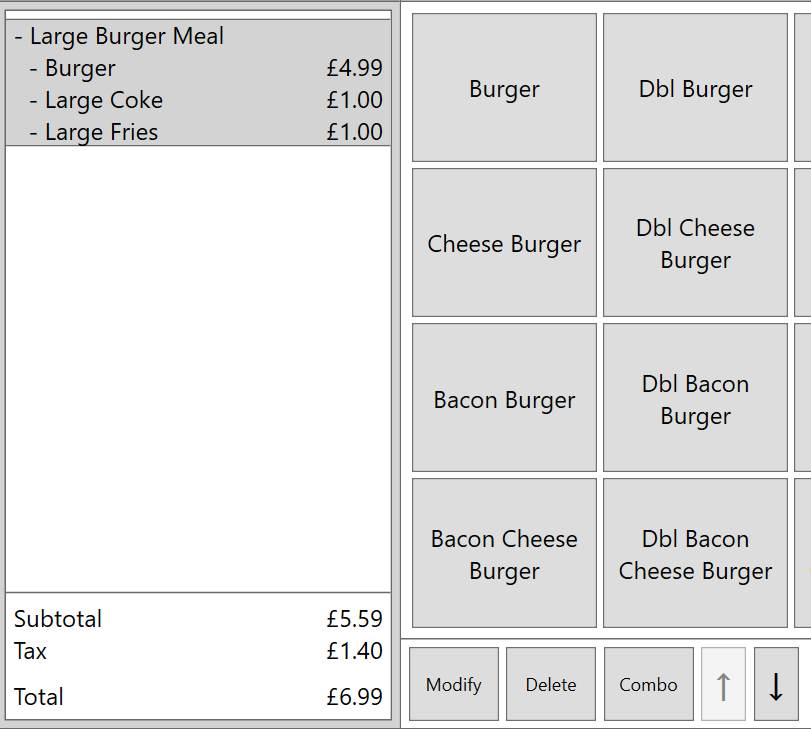 - Large Burger Meal
- Burger £4.99
- Large Coke £1.00
- Large Fries £1.00
Subtotal £5.59
Tax £1.40
Total £6.99
Burger
Dbl Burger
Cheese Burger
Dbl Cheese
Burger
Bacon Burger
Dbl Bacon
Burger
Bacon Cheese
Burger
Dbl Bacon
Cheese Burger
Modify
Delete
Combo
↑
↓